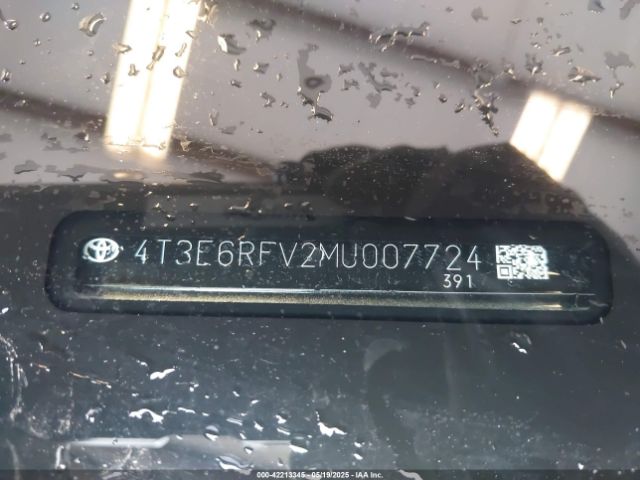 4T3E6RFV2MU007724
391
000-42213345 - 05/19/2025 - IAA Inc.